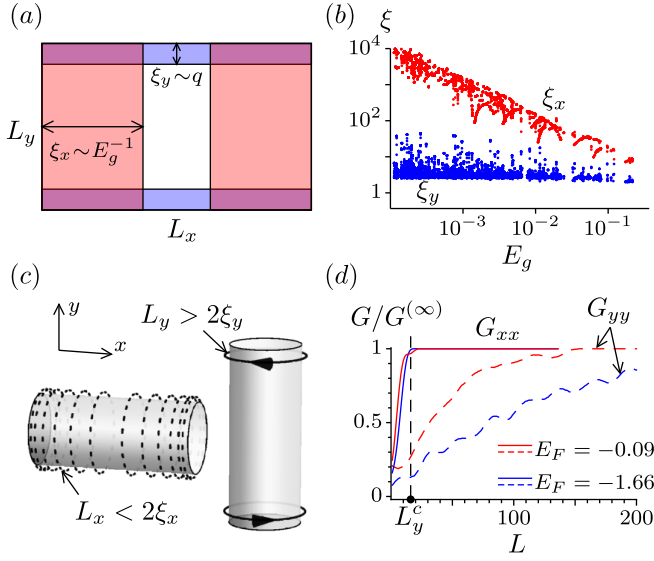 (a)
ξ_y∼q
L_y
ξ_x∼E_g^{-1}
L_x
(b)
ξ
10^4
10^2
1
ξ_x
ξ_y
10^{-3}
10^{-2}
10^{-1}
E_g
(c)
y
x
L_y > 2ξ_y
L_x < 2ξ_x
(d)
G/G^{(∞)}
G_{xx}
G_{yy}
1
0.5
0
E_F = −0.09
E_F = −1.66
L_y^c
100
200
L